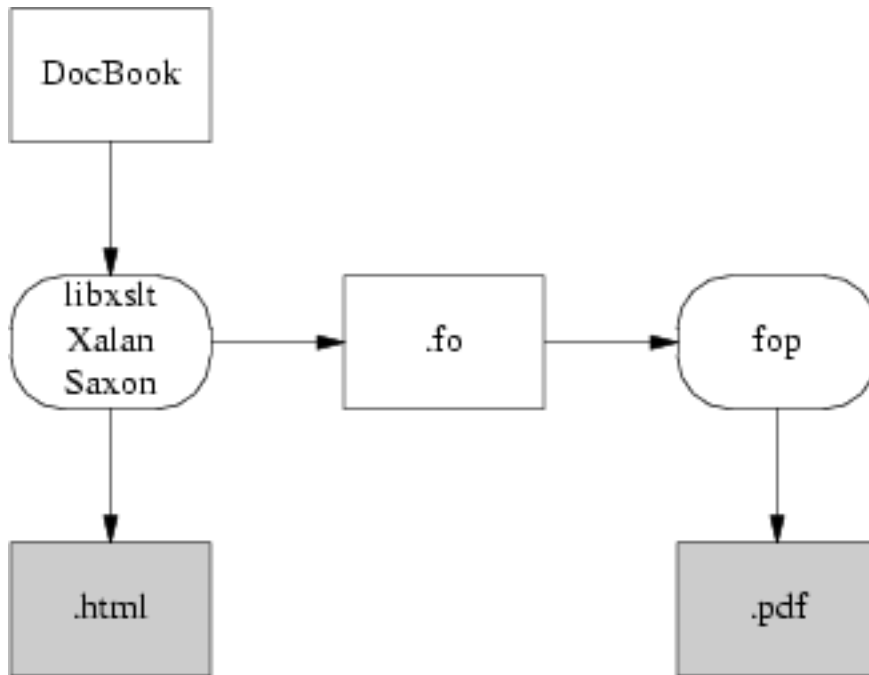 DocBook
libxslt
Xalan
Saxon
.fo
fop
.html
.pdf